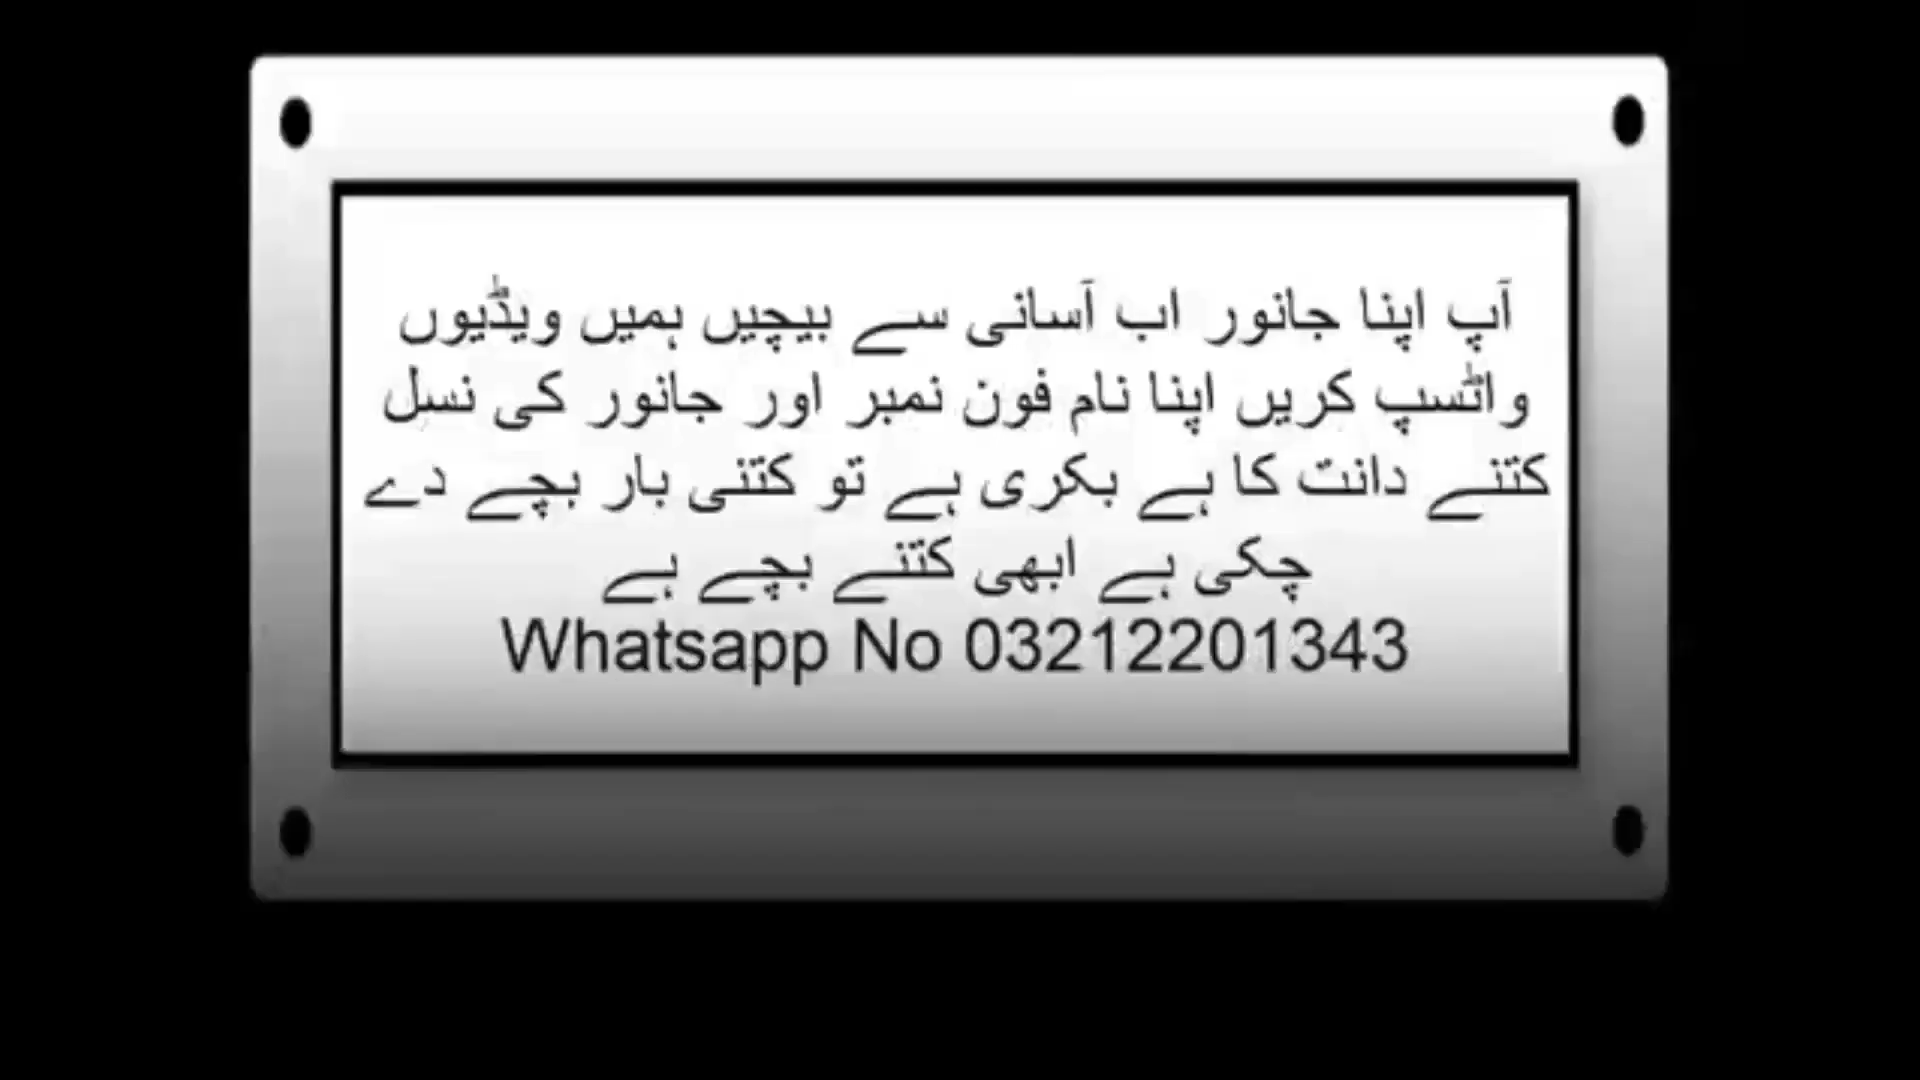 آپ اپنا جانور اب آسانی سے بیچیں ہمیں ویڈیوں
واٹسپ کریں اپنا نام فون نمبر اور جانور کی نسل
کتنے دانت کا ہے بکری ہے تو کتنی بار بچے دے
چکی ہے ابھی کتنے بچے ہے
Whatsapp No 03212201343